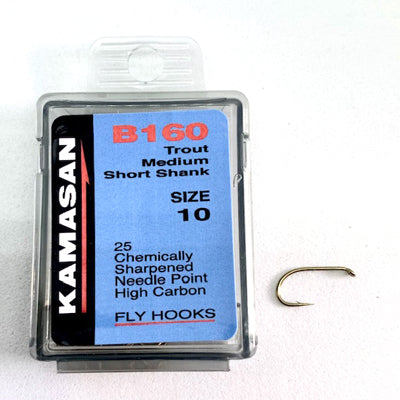 KAMASAN
B160
Trout
Medium
Short Shank
SIZE
10
25
Chemically
Sharpened
Needle Point
High Carbon
FLY HOOKS